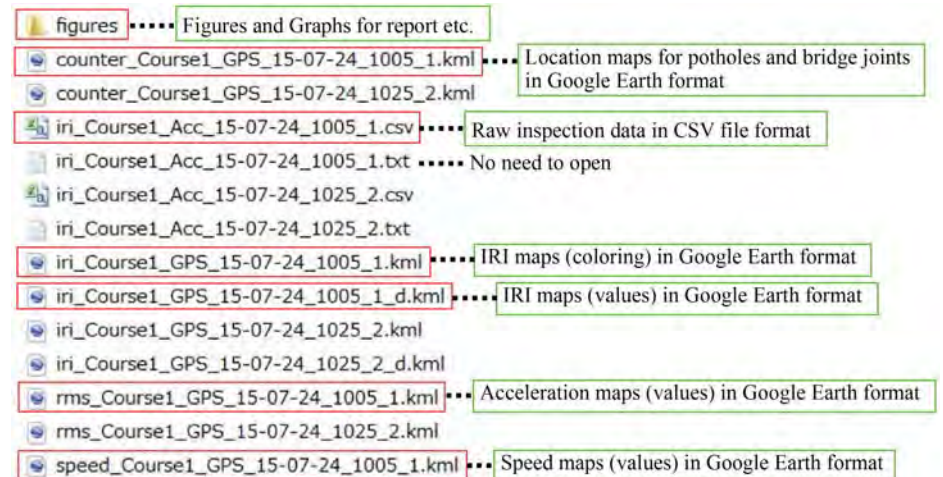 figures ••••• Figures and Graphs for report etc.
counter_Course1_GPS_15-07-24_1005_1.kml •••• Location maps for potholes and bridge joints
in Google Earth format
counter_Course1_GPS_15-07-24_1025_2.kml
iri_Course1_Acc_15-07-24_1005_1.csv ••••• Raw inspection data in CSV file format
iri_Course1_Acc_15-07-24_1005_1.txt ••••• No need to open
iri_Course1_Acc_15-07-24_1025_2.csv
iri_Course1_Acc_15-07-24_1025_2.txt
iri_Course1_GPS_15-07-24_1005_1.kml ••••• IRI maps (coloring) in Google Earth format
iri_Course1_GPS_15-07-24_1005_1_d.kml ••••• IRI maps (values) in Google Earth format
iri_Course1_GPS_15-07-24_1025_2.kml
iri_Course1_GPS_15-07-24_1025_2_d.kml
rms_Course1_GPS_15-07-24_1005_1.kml ••• Acceleration maps (values) in Google Earth format
rms_Course1_GPS_15-07-24_1025_2.kml
speed_Course1_GPS_15-07-24_1005_1.kml ••• Speed maps (values) in Google Earth format